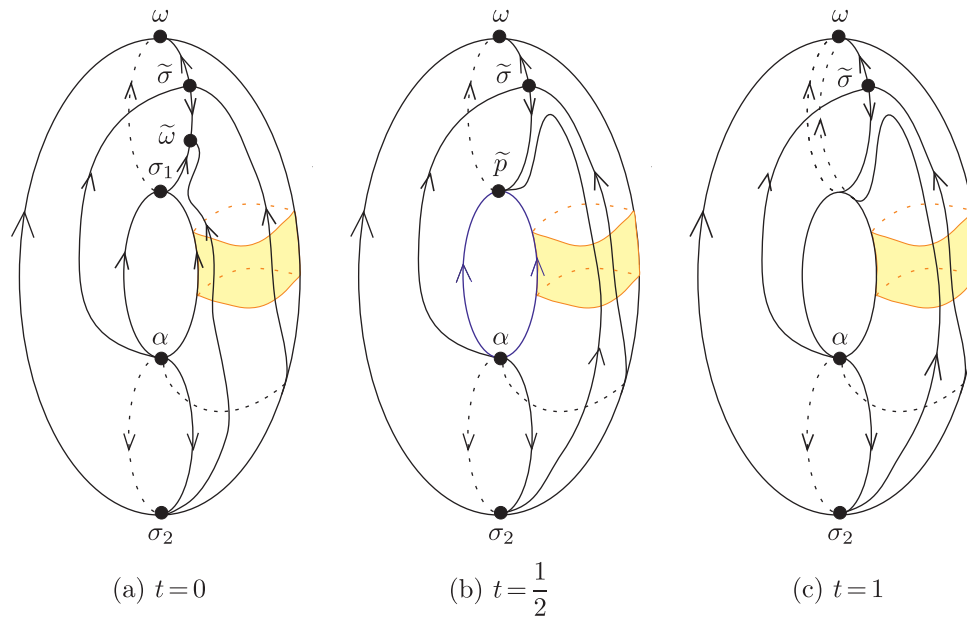 ω ω ω
σ̃ σ̃ σ̃
ω̃
σ₁ p̃
α α α
σ₂ σ₂ σ₂
(a) t=0 (b) t=1/2 (c) t=1